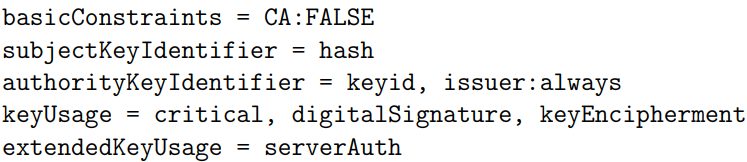 basicConstraints = CA:FALSE
subjectKeyIdentifier = hash
authorityKeyIdentifier = keyid, issuer:always
keyUsage = critical, digitalSignature, keyEncipherment
extendedKeyUsage = serverAuth